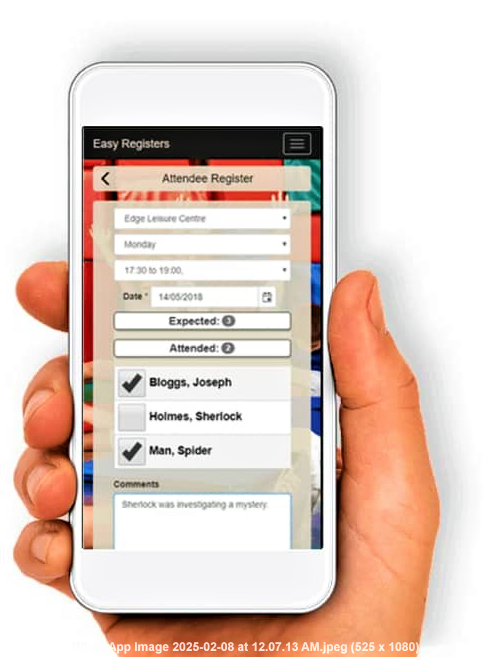 Easy Registers
Attendee Register
Edge Leisure Centre
Monday
17:30 to 19:00,
Date * 14/05/2018
Expected: 3
Attended: 2
Bloggs, Joseph
Holmes, Sherlock
Man, Spider
Comments
Sherlock was investigating a mystery.
App Image 2025-02-08 at 12.07.13 AM.jpeg (525 x 1080)